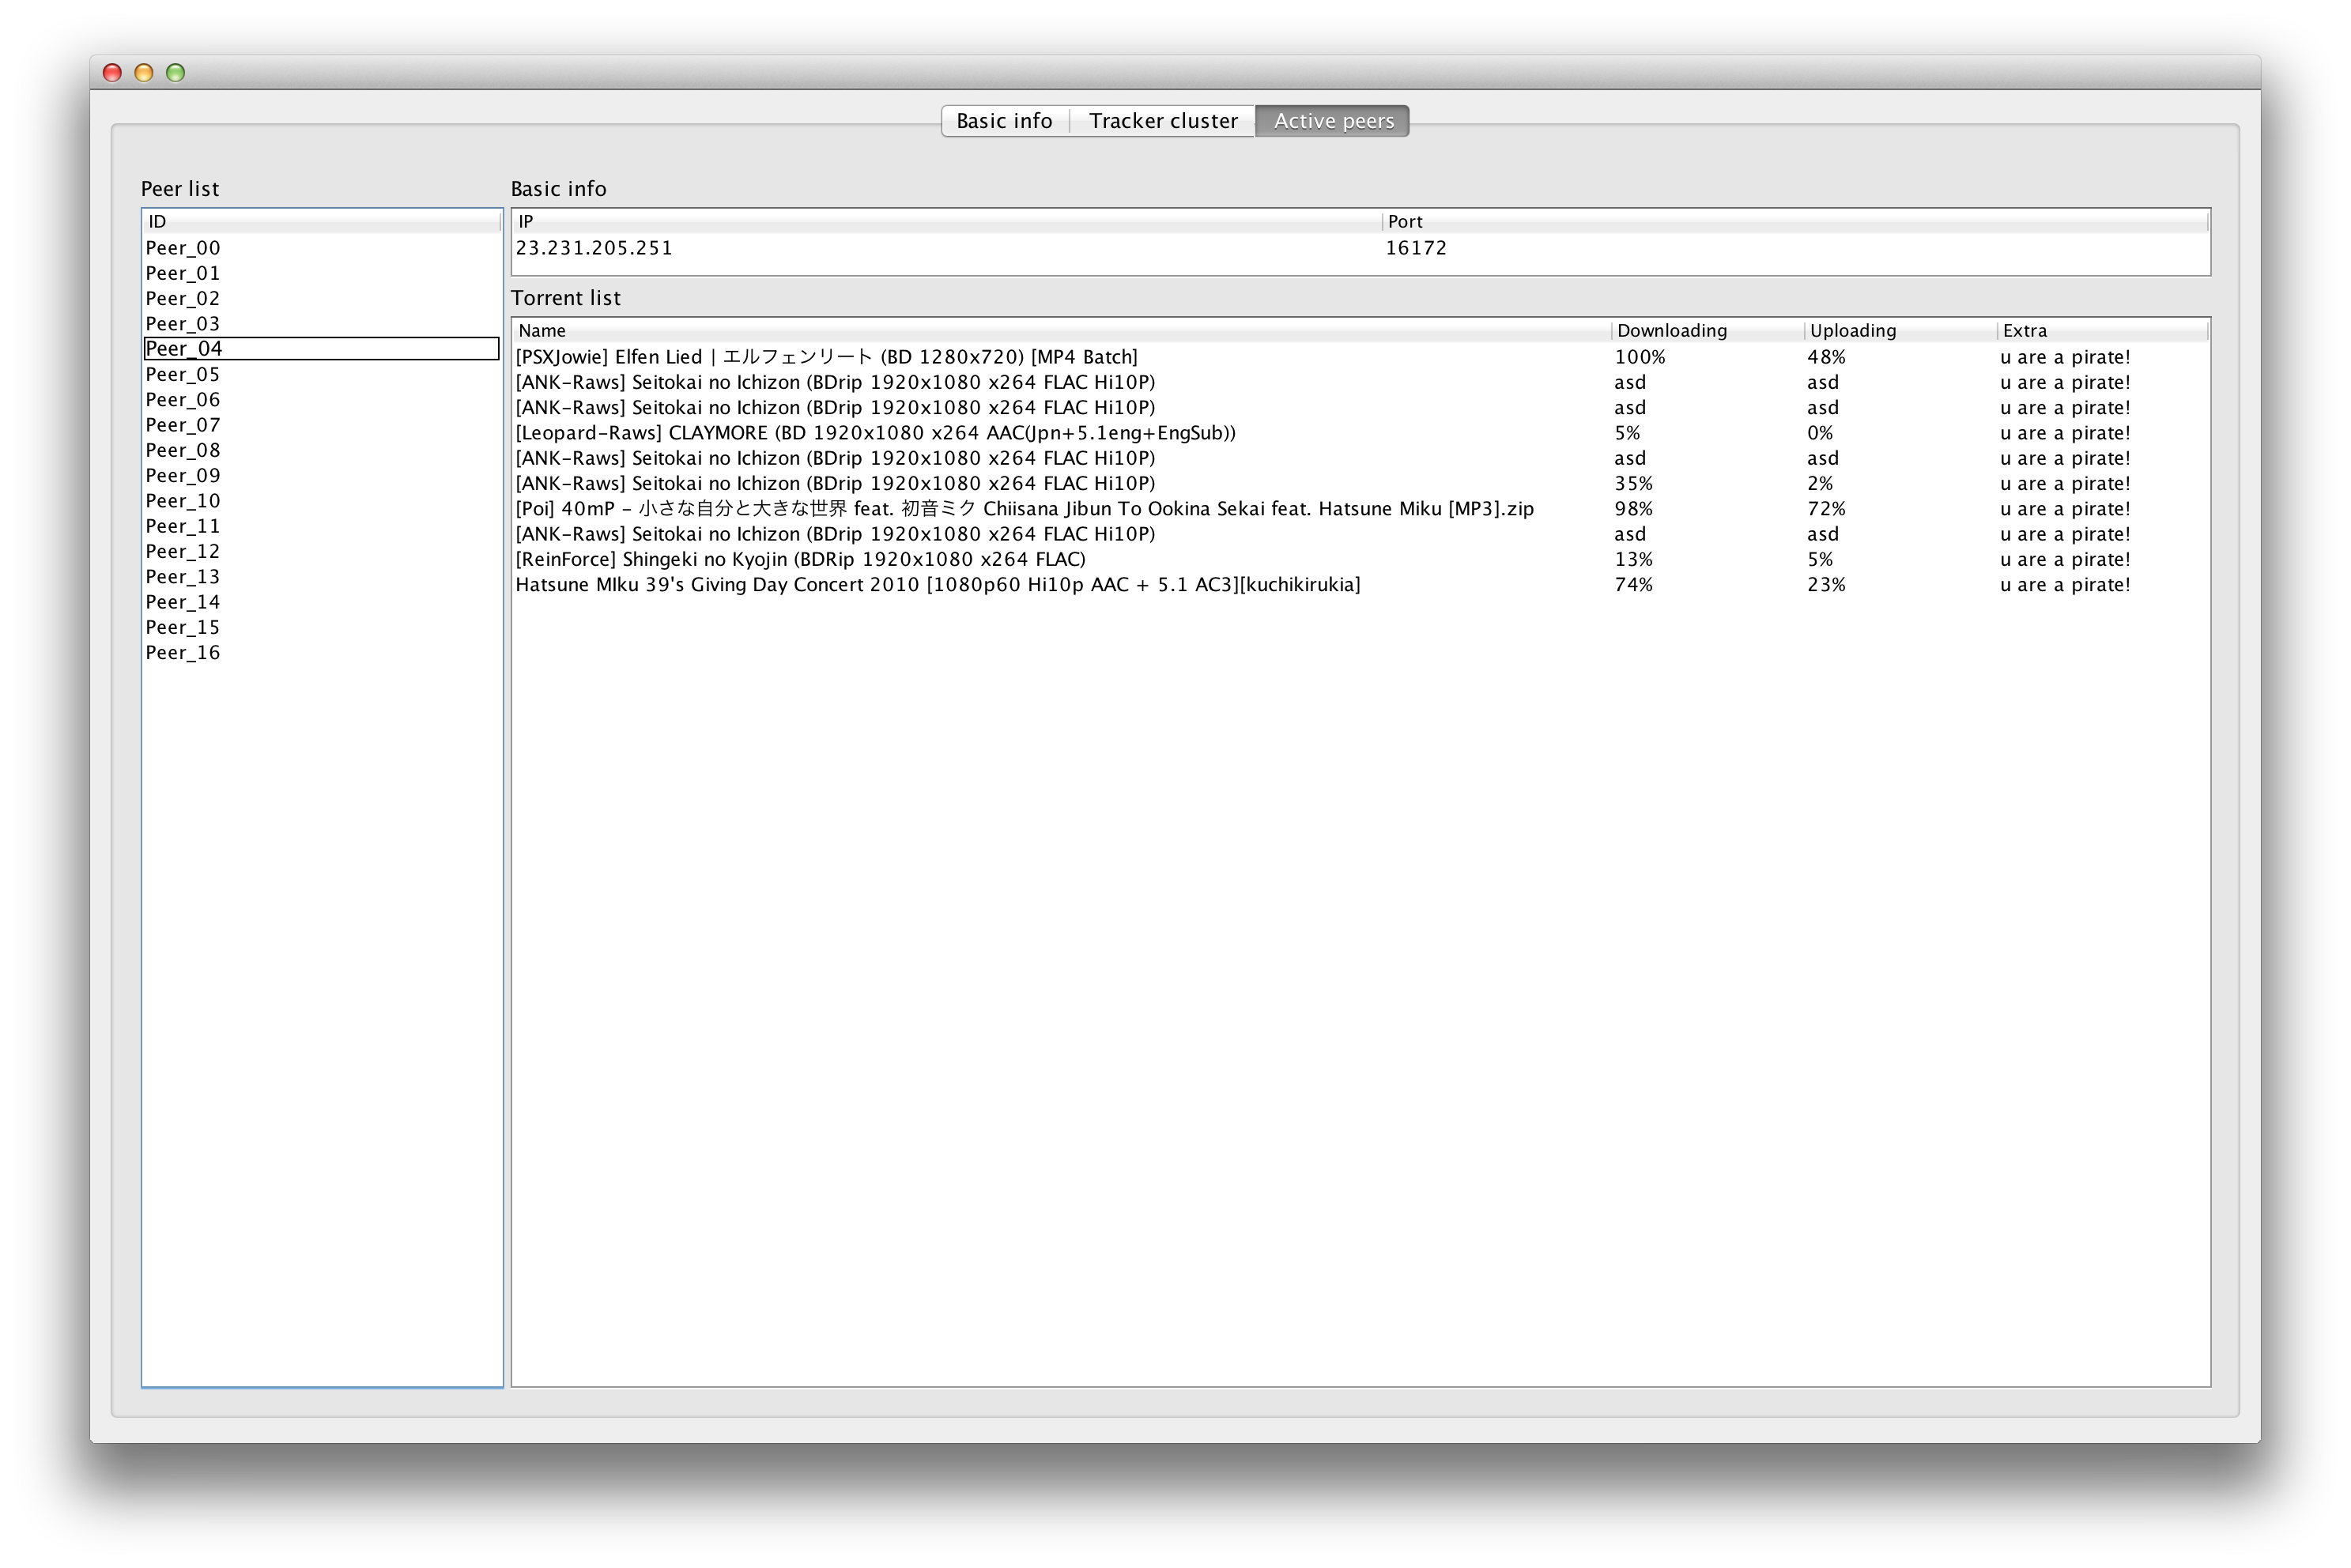 Basic info Tracker cluster Active peers
Peer list
ID
Peer_00
Peer_01
Peer_02
Peer_03
Peer_04
Peer_05
Peer_06
Peer_07
Peer_08
Peer_09
Peer_10
Peer_11
Peer_12
Peer_13
Peer_14
Peer_15
Peer_16
Basic info
IP Port
23.231.205.251 16172
Torrent list
Name Downloading Uploading Extra
[PSXJowie] Elfen Lied | エルフェンリート (BD 1280x720) [MP4 Batch] 100% 48% u are a pirate!
[ANK-Raws] Seitokai no Ichizon (BDrip 1920x1080 x264 FLAC Hi10P) asd asd u are a pirate!
[ANK-Raws] Seitokai no Ichizon (BDrip 1920x1080 x264 FLAC Hi10P) asd asd u are a pirate!
[Leopard-Raws] CLAYMORE (BD 1920x1080 x264 AAC(Jpn+5.1eng+EngSub)) 5% 0% u are a pirate!
[ANK-Raws] Seitokai no Ichizon (BDrip 1920x1080 x264 FLAC Hi10P) asd asd u are a pirate!
[ANK-Raws] Seitokai no Ichizon (BDrip 1920x1080 x264 FLAC Hi10P) 35% 2% u are a pirate!
[Poi] 40mP - 小さな自分と大きな世界 feat. 初音ミク Chiisana Jibun To Ookina Sekai feat. Hatsune Miku [MP3].zip 98% 72% u are a pirate!
[ANK-Raws] Seitokai no Ichizon (BDrip 1920x1080 x264 FLAC Hi10P) asd asd u are a pirate!
[ReinForce] Shingeki no Kyojin (BDRip 1920x1080 x264 FLAC) 13% 5% u are a pirate!
Hatsune MIku 39's Giving Day Concert 2010 [1080p60 Hi10p AAC + 5.1 AC3][kuchikirukia] 74% 23% u are a pirate!